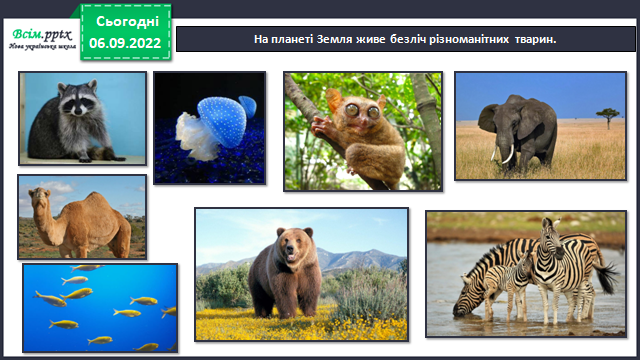 Всім.pptx
Нова українська школа
Сьогодні
06.09.2022
На планеті Земля живе безліч різноманітних тварин.